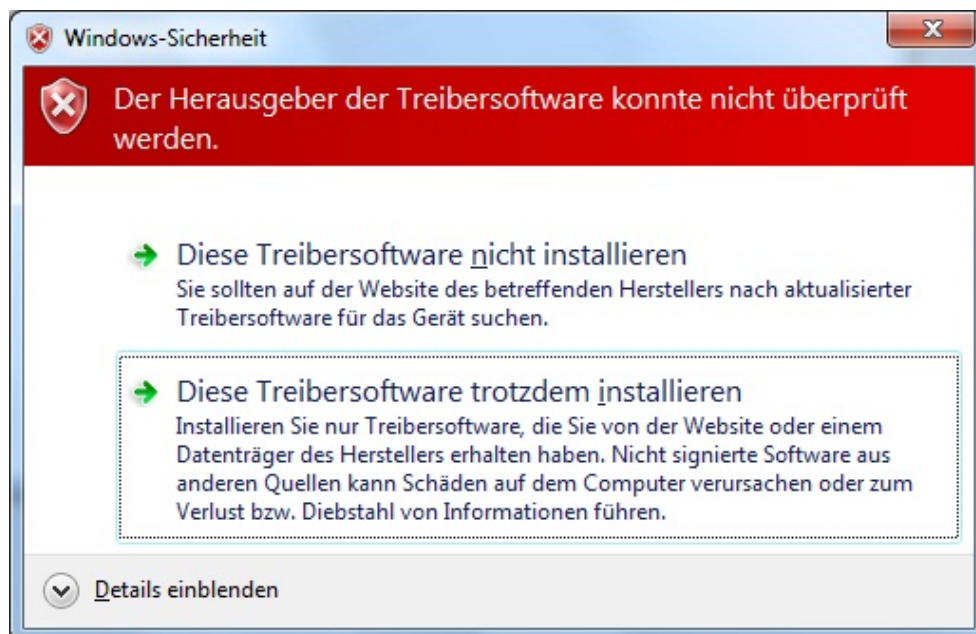 Windows-Sicherheit
Der Herausgeber der Treibersoftware konnte nicht überprüft
werden.
Diese Treibersoftware nicht installieren
Sie sollten auf der Website des betreffenden Herstellers nach aktualisierter
Treibersoftware für das Gerät suchen.
Diese Treibersoftware trotzdem installieren
Installieren Sie nur Treibersoftware, die Sie von der Website oder einem
Datenträger des Herstellers erhalten haben. Nicht signierte Software aus
anderen Quellen kann Schäden auf dem Computer verursachen oder zum
Verlust bzw. Diebstahl von Informationen führen.
Details einblenden